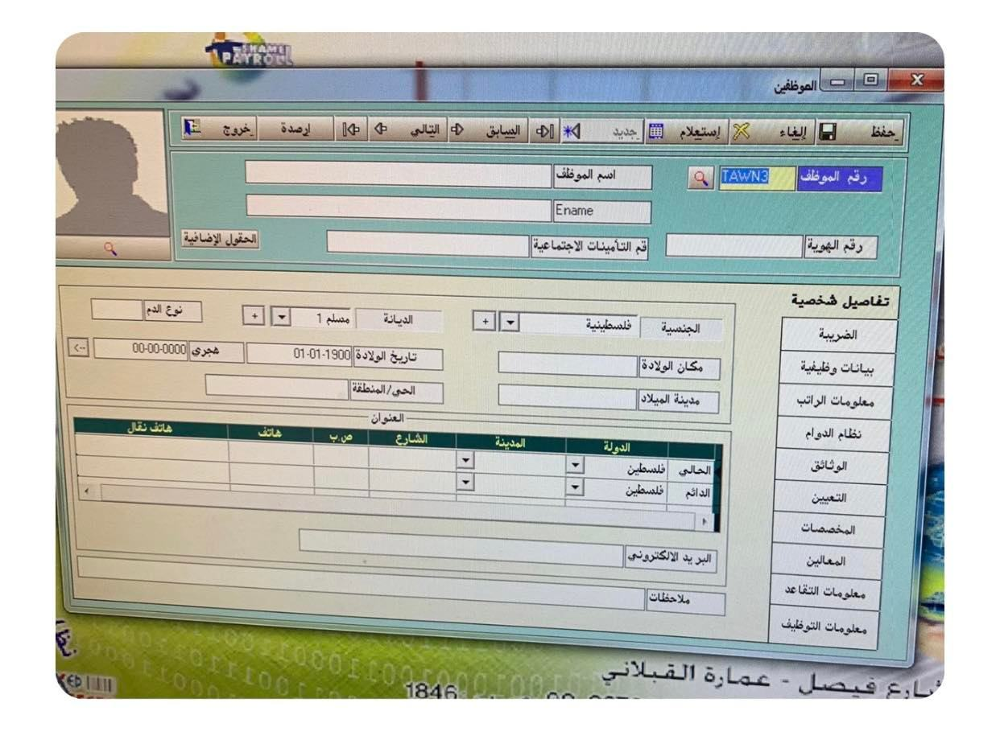 SHAMEL
PAYROLL
الموظفين
حفظ إلغاء إستعلام جديد السابق التالي ارصدة خروج
رقم الموظف TAWN3 اسم الموظف
Ename
رقم الهوية قم التأمينات الاجتماعية الحقول الإضافية
تفاصيل شخصية
الضريبة
بيانات وظيفية
معلومات الراتب
نظام الدوام
الوثائق
التعيين
المخصصات
المعالين
معلومات التقاعد
معلومات التوظيف
الجنسية فلسطينية + الديانة مسلم 1 + نوع الدم
مكان الولادة تاريخ الولادة 01-01-1900 هجري 00-00-0000 <--
مدينة الميلاد الحي/المنطقة
العنوان
الدولة المدينة الشارع ص.ب هاتف هاتف نقال
الحالي فلسطين
الدائم فلسطين
البريد الالكتروني
ملاحظات
شارع فيصل - عمارة القبلاني
1846